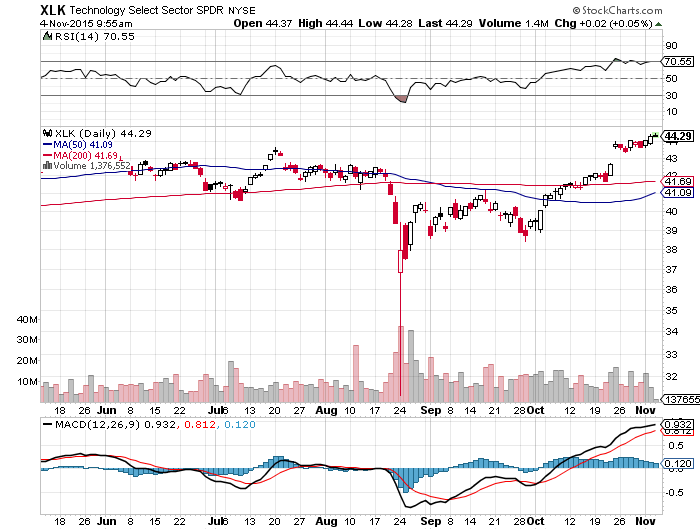 XLK Technology Select Sector SPDR NYSE © StockCharts.com
4-Nov-2015 9:55am Open 44.37 High 44.44 Low 44.28 Last 44.29 Volume 1.4M Chg +0.02 (+0.05%)
RSI(14) 70.55
90
70.55
50
30
10
XLK (Daily) 44.29
MA(50) 41.09
MA(200) 41.69
Volume 1,376,552
44.29
43
42
41.69
41.09
40
39
38
37
36
35
34
33
32
40M
30M
20M
10M
137655
18 26 Jun 8 15 22 Jul 6 13 20 27 Aug 10 17 24 Sep 8 14 21 28 Oct 12 19 26 Nov
MACD(12,26,9) 0.932, 0.812, 0.120
0.932
0.812
0.5
0.120
-0.5
18 26 Jun 8 15 22 Jul 6 13 20 27 Aug 10 17 24 Sep 8 14 21 28 Oct 12 19 26 Nov